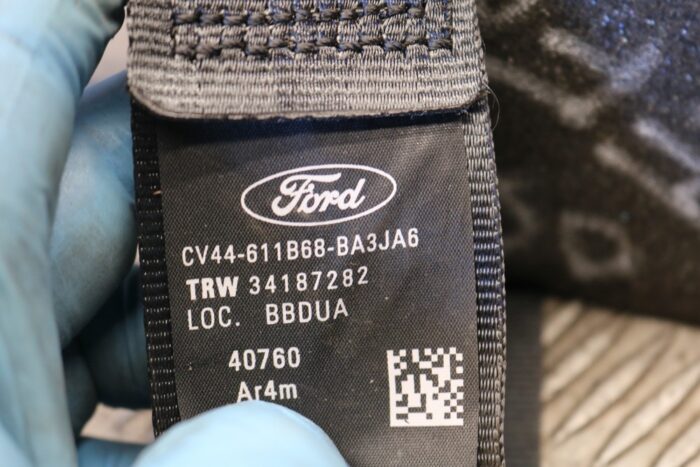 Ford
CV44-611B68-BA3JA6
TRW 34187282
LOC. BBDUA
40760
Ar4m